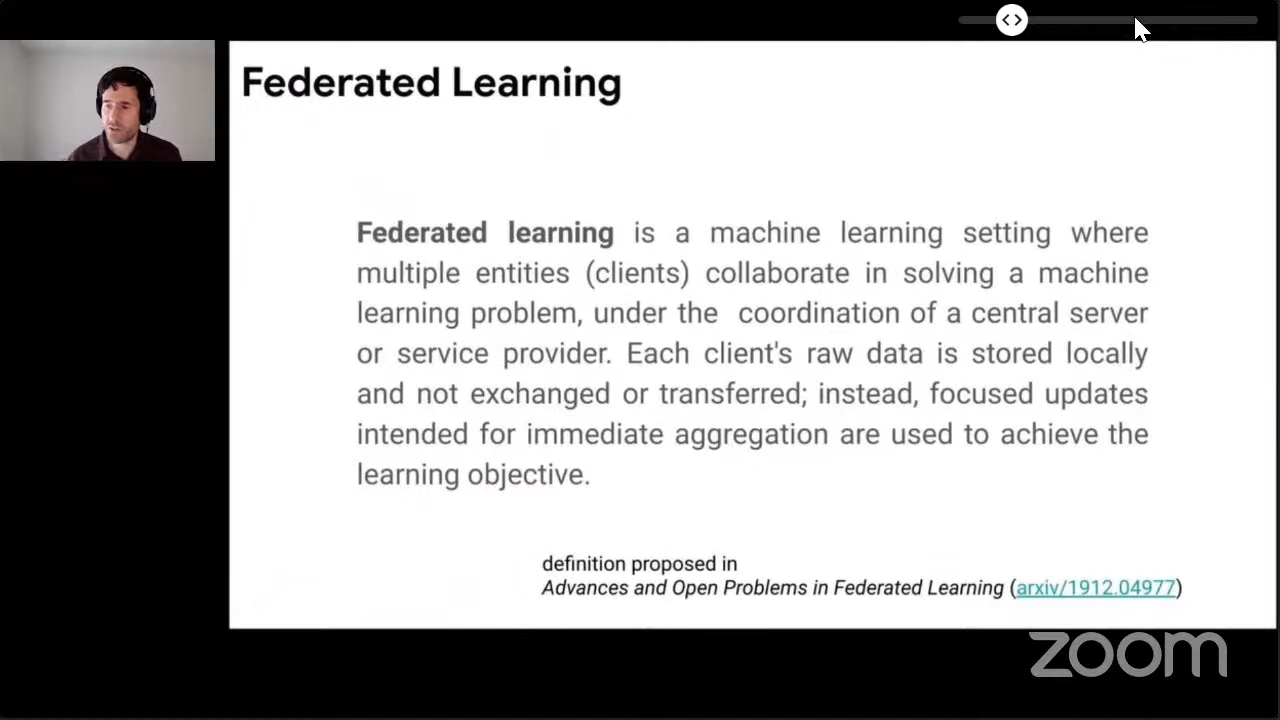 Federated Learning
Federated learning is a machine learning setting where
multiple entities (clients) collaborate in solving a machine
learning problem, under the coordination of a central server
or service provider. Each client's raw data is stored locally
and not exchanged or transferred; instead, focused updates
intended for immediate aggregation are used to achieve the
learning objective.
definition proposed in
Advances and Open Problems in Federated Learning (arxiv/1912.04977)
zoom